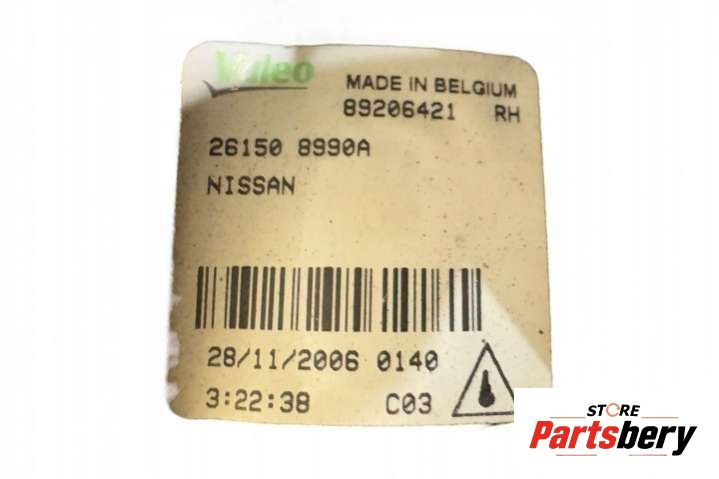 Valeo
MADE IN BELGIUM
89206421 RH
26150 8990A
NISSAN
28/11/2006 0140
3:22:38 C03
STORE
Partsbery